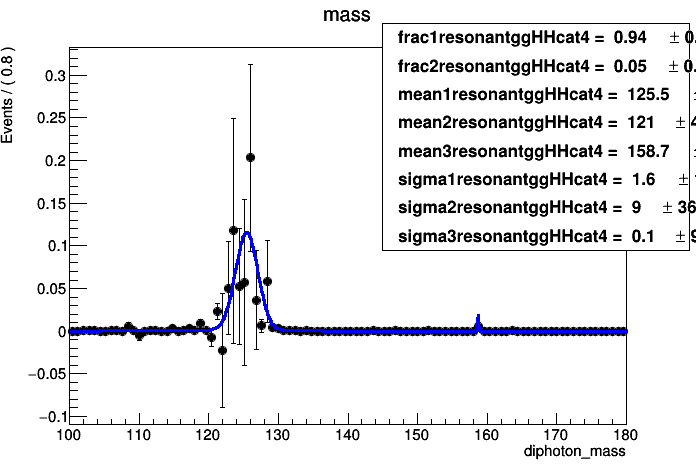 mass
frac1resonantggHHcat4 = 0.94 ± 0.
frac2resonantggHHcat4 = 0.05 ± 0.
mean1resonantggHHcat4 = 125.5 ±
mean2resonantggHHcat4 = 121 ± 4
mean3resonantggHHcat4 = 158.7 ±
sigma1resonantggHHcat4 = 1.6 ±
sigma2resonantggHHcat4 = 9 ± 36
sigma3resonantggHHcat4 = 0.1 ± 9
Events / ( 0.8 )
0.3
0.25
0.2
0.15
0.1
0.05
0
−0.05
−0.1
100 110 120 130 140 150 160 170 180
diphoton_mass